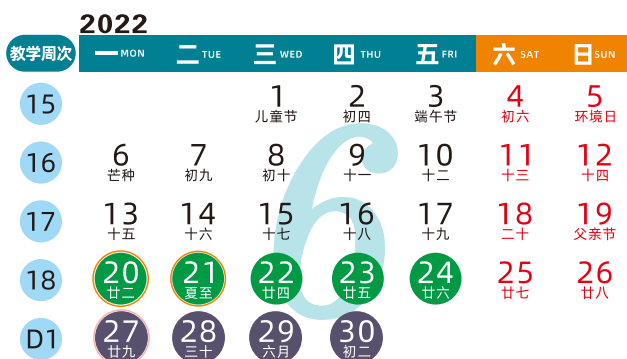 2022
教学周次 一 MON 二 TUE 三 WED 四 THU 五 FRI 六 SAT 日 SUN
6
15 1 2 3 4 5
儿童节 初四 端午节 初六 环境日
16 6 7 8 9 10 11 12
芒种 初九 初十 十一 十二 十三 十四
17 13 14 15 16 17 18 19
十五 十六 十七 十八 十九 二十 父亲节
18 20 21 22 23 24 25 26
廿二 夏至 廿四 廿五 廿六 廿七 廿八
D1 27 28 29 30
廿九 三十 六月 初二